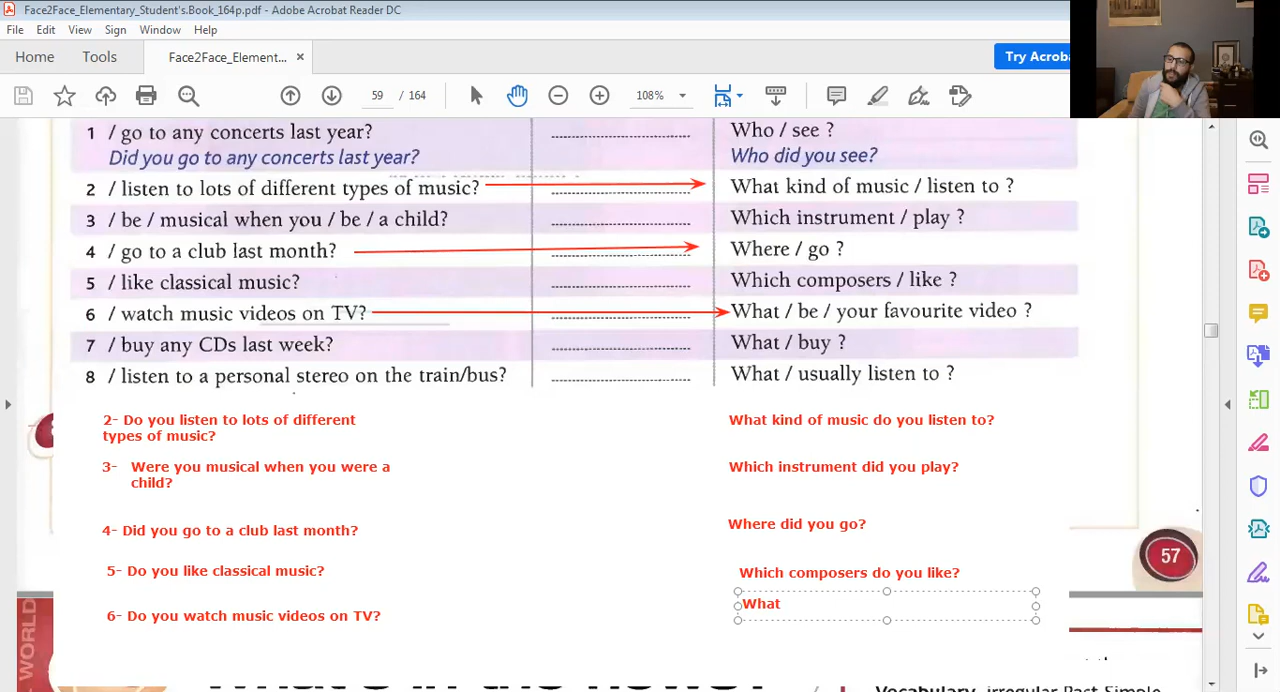 Face2Face_Elementary_Student's.Book_164p.pdf - Adobe Acrobat Reader DC
File Edit View Sign Window Help
Home Tools Face2Face_Element... × Try Acroba
59 / 164 108%
1 / go to any concerts last year? .......... Who / see ?
Did you go to any concerts last year? Who did you see?
2 / listen to lots of different types of music? .......... What kind of music / listen to ?
3 / be / musical when you / be / a child? .......... Which instrument / play ?
4 / go to a club last month? .......... Where / go ?
5 / like classical music? .......... Which composers / like ?
6 / watch music videos on TV? .......... What / be / your favourite video ?
7 / buy any CDs last week? .......... What / buy ?
8 / listen to a personal stereo on the train/bus? .......... What / usually listen to ?
2- Do you listen to lots of different What kind of music do you listen to?
types of music?
3- Were you musical when you were a Which instrument did you play?
child?
4- Did you go to a club last month? Where did you go?
5- Do you like classical music? Which composers do you like?
6- Do you watch music videos on TV? What
57
WORLD
Vocabulary irregular Past Simple